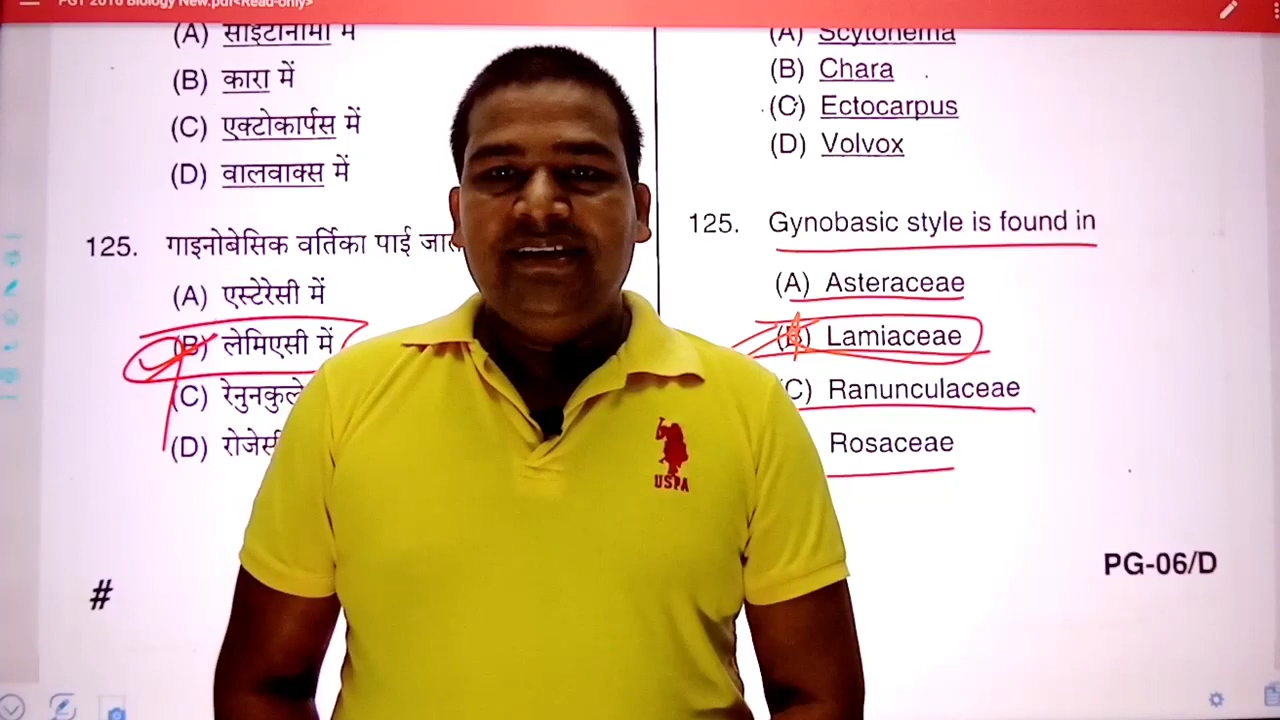 PGT 2016 Biology New.pdf<Read-only>
(A) साइटोनीमा में
(B) कारा में
(C) एक्टोकार्पस में
(D) वालवाक्स में
125. गाइनोबेसिक वर्तिका पाई
(A) एस्टेरेसी में
(B) लेमिएसी में
(C)
(D)
#
(A) Scytonema
(B) Chara
(C) Ectocarpus
(D) Volvox
125. Gynobasic style is found in
(A) Asteraceae
(B) Lamiaceae
(C) Ranunculaceae
Rosaceae
PG-06/D
USPA